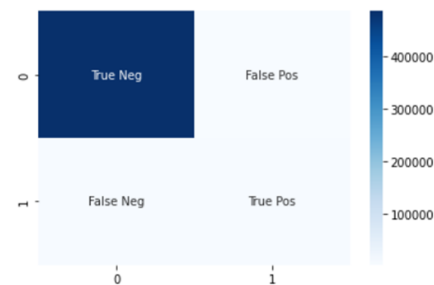 400000
0 True Neg False Pos
300000
200000
1 False Neg True Pos
100000
0 1